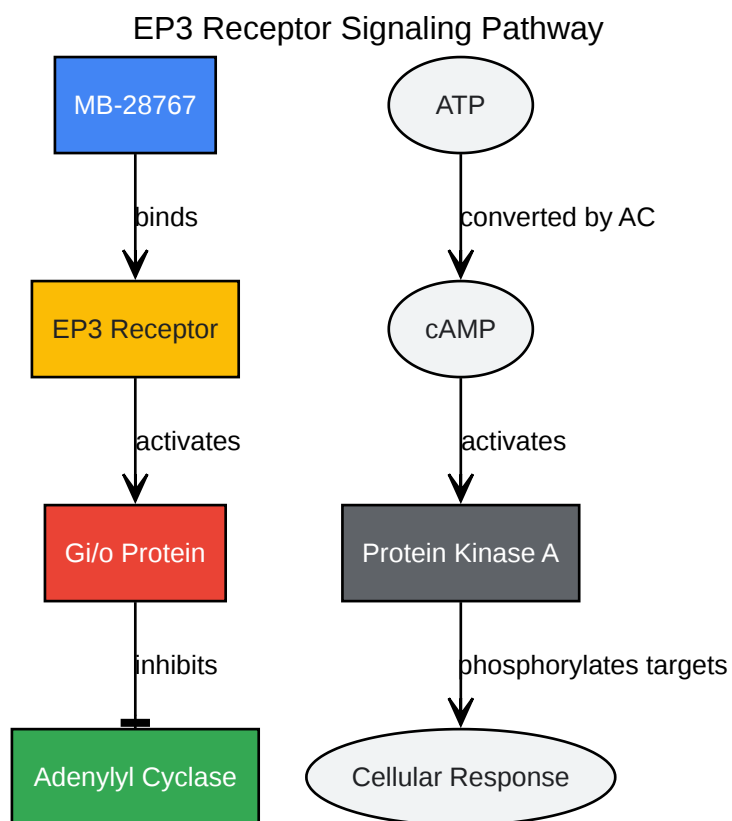 EP3 Receptor Signaling Pathway
MB-28767
binds
EP3 Receptor
activates
Gi/o Protein
inhibits
Adenylyl Cyclase
ATP
converted by AC
cAMP
activates
Protein Kinase A
phosphorylates targets
Cellular Response